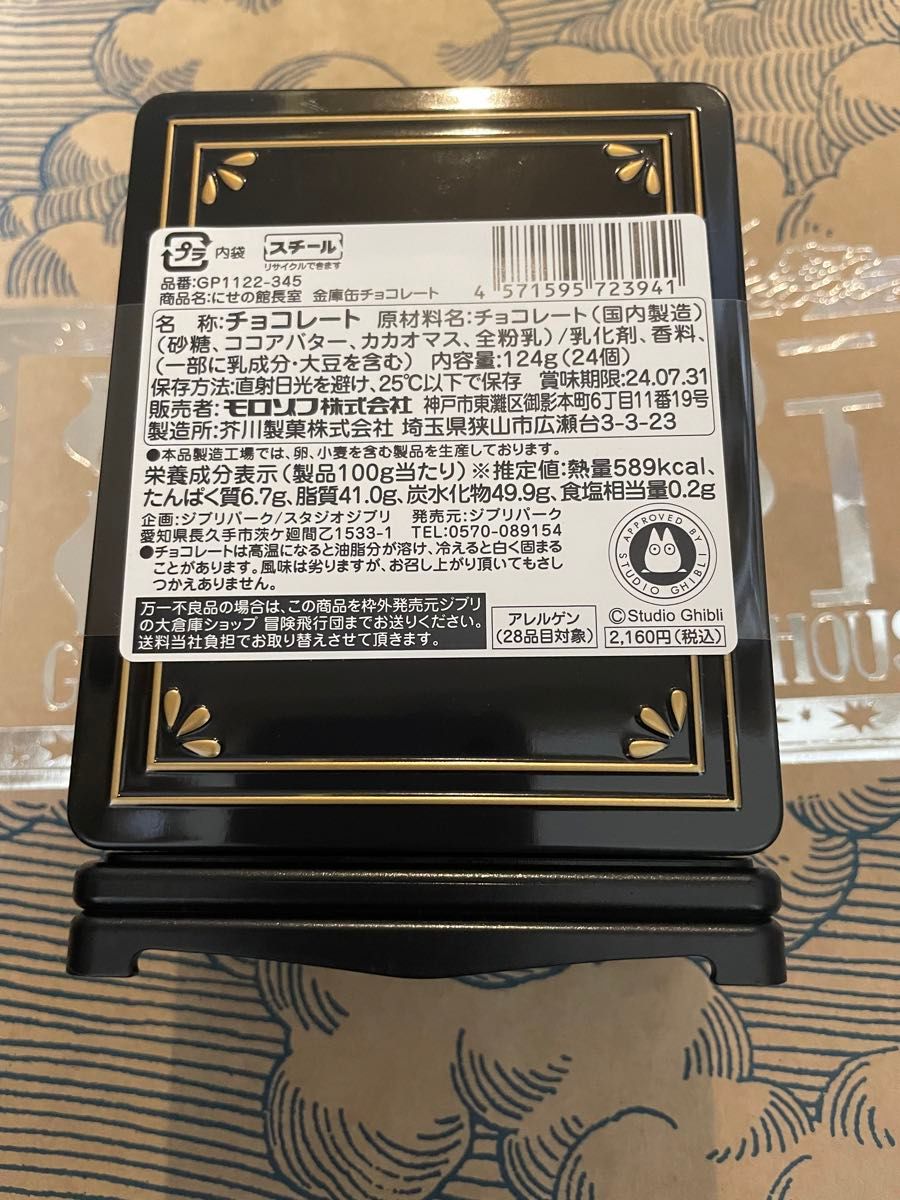 プラ 内袋 スチール
リサイクルできます
品番:GP1122-345
商品名:にせの館長室 金庫缶チョコレート
4 571595 723941
名 称:チョコレート 原材料名:チョコレート(国内製造)
(砂糖、ココアバター、カカオマス、全粉乳)/乳化剤、香料、
(一部に乳成分・大豆を含む) 内容量:124g(24個)
保存方法:直射日光を避け、25℃以下で保存 賞味期限:24.07.31
販売者:モロゾフ株式会社 神戸市東灘区御影本町6丁目11番19号
製造所:芥川製菓株式会社 埼玉県狭山市広瀬台3-3-23
●本品製造工場では、卵、小麦を含む製品を生産しております。
栄養成分表示(製品100g当たり)※推定値:熱量589kcal、
たんぱく質6.7g、脂質41.0g、炭水化物49.9g、食塩相当量0.2g
企画:ジブリパーク/スタジオジブリ 発売元:ジブリパーク
愛知県長久手市茨ケ廻間乙1533-1 TEL:0570-089154
●チョコレートは高温になると油脂分が溶け、冷えると白く固まる
ことがあります。風味は劣りますが、お召し上がり頂いてもさし
つかえありません。
APPROVED BY
STUDIO GHIBLI
万一不良品の場合は、この商品を枠外発売元ジブリ
の大倉庫ショップ 冒険飛行団までお送りください。
送料当社負担でお取り替えさせて頂きます。
アレルゲン
(28品目対象)
©Studio Ghibli
2,160円(税込)
HOUS